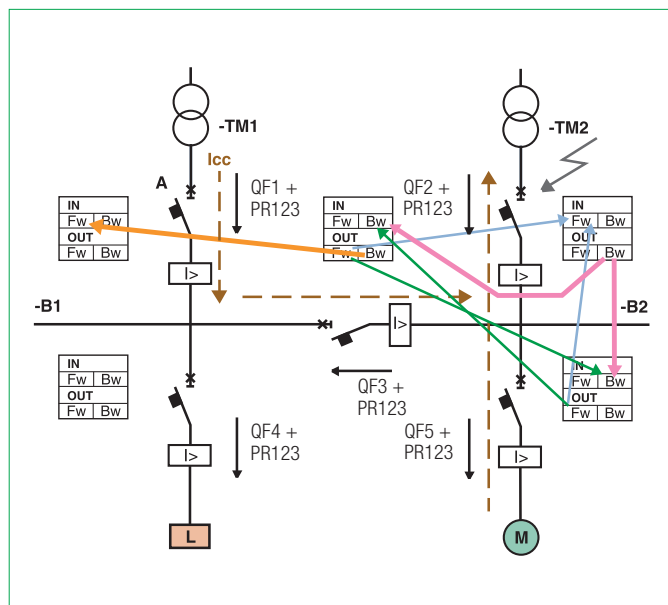 -TM1
-TM2
Icc
A
QF1 +
PR123
QF2 +
PR123
IN
Fw Bw
OUT
Fw Bw
IN
Fw Bw
OUT
Fw Bw
IN
Fw Bw
OUT
Fw Bw
I>
I>
-B1
-B2
I>
IN
Fw Bw
OUT
Fw Bw
QF3 +
PR123
IN
Fw Bw
OUT
Fw Bw
QF4 +
PR123
QF5 +
PR123
I>
I>
L
M